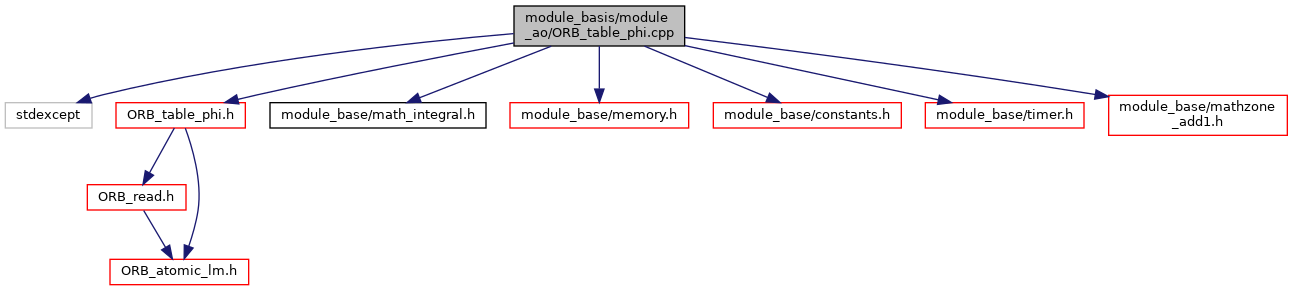 module_basis/module
_ao/ORB_table_phi.cpp
stdexcept
ORB_table_phi.h
module_base/math_integral.h
module_base/memory.h
module_base/constants.h
module_base/timer.h
module_base/mathzone
_add1.h
ORB_read.h
ORB_atomic_lm.h